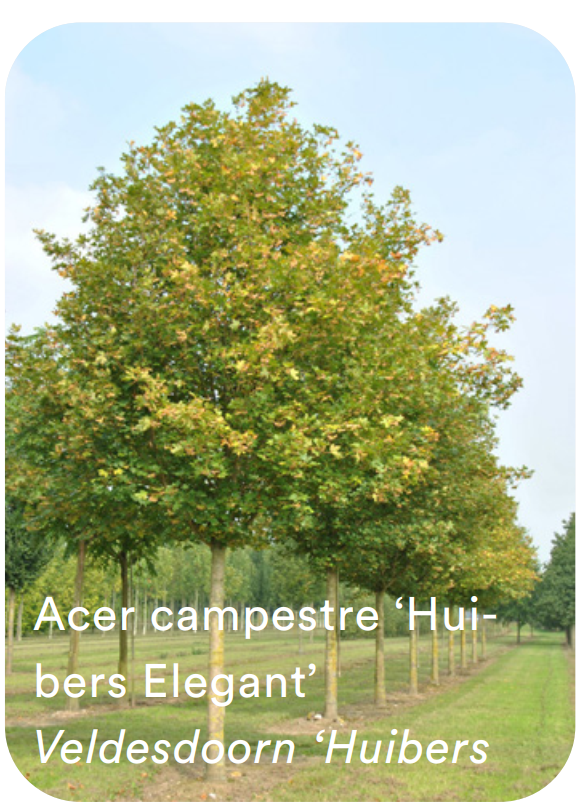 Acer campestre ‘Hui-
bers Elegant’
Veldesdoorn ‘Huibers